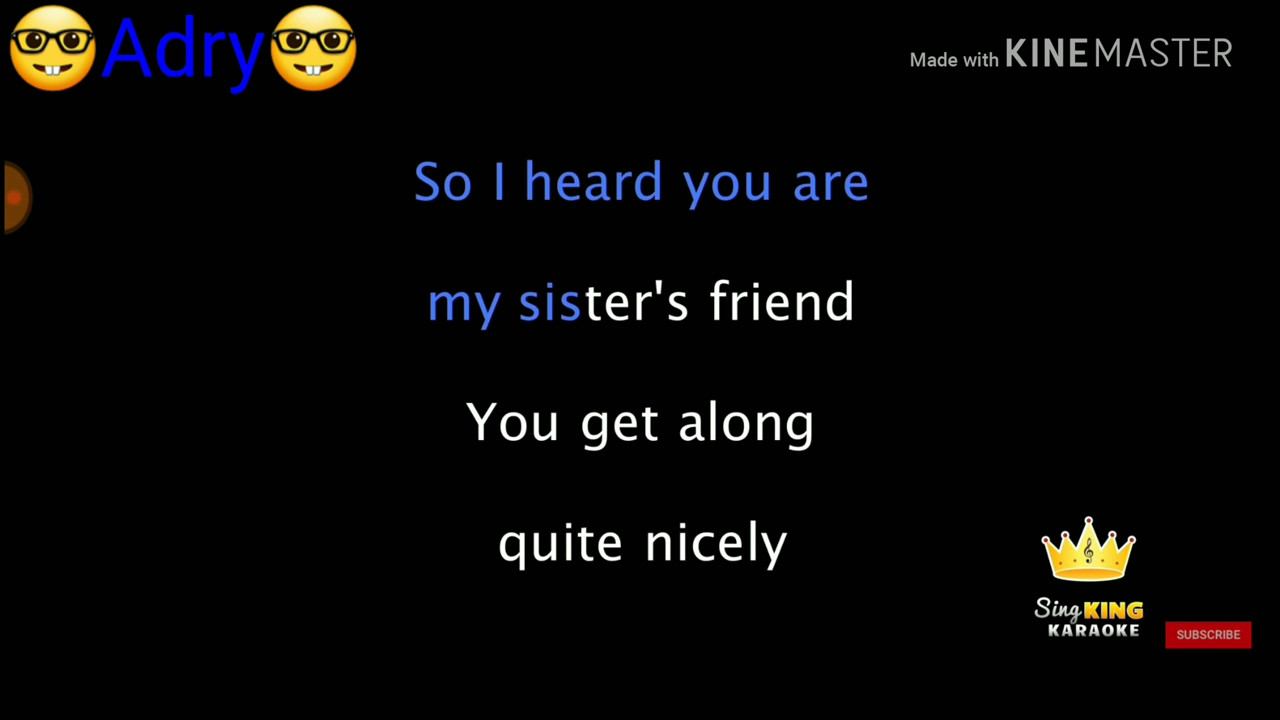 🤓Adry🤓
Made with KINEMASTER
So I heard you are
my sister's friend
You get along
quite nicely
Sing KING
KARAOKE
SUBSCRIBE